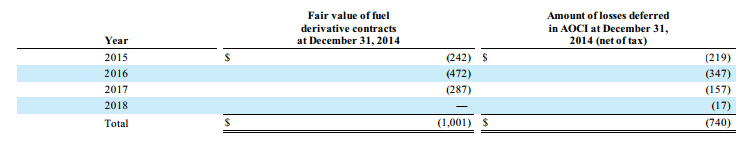 Fair value of fuel Amount of losses deferred
derivative contracts in AOCI at December 31,
Year at December 31, 2014 2014 (net of tax)
2015 $ (242) $ (219)
2016 (472) (347)
2017 (287) (157)
2018 — (17)
Total $ (1,001) $ (740)